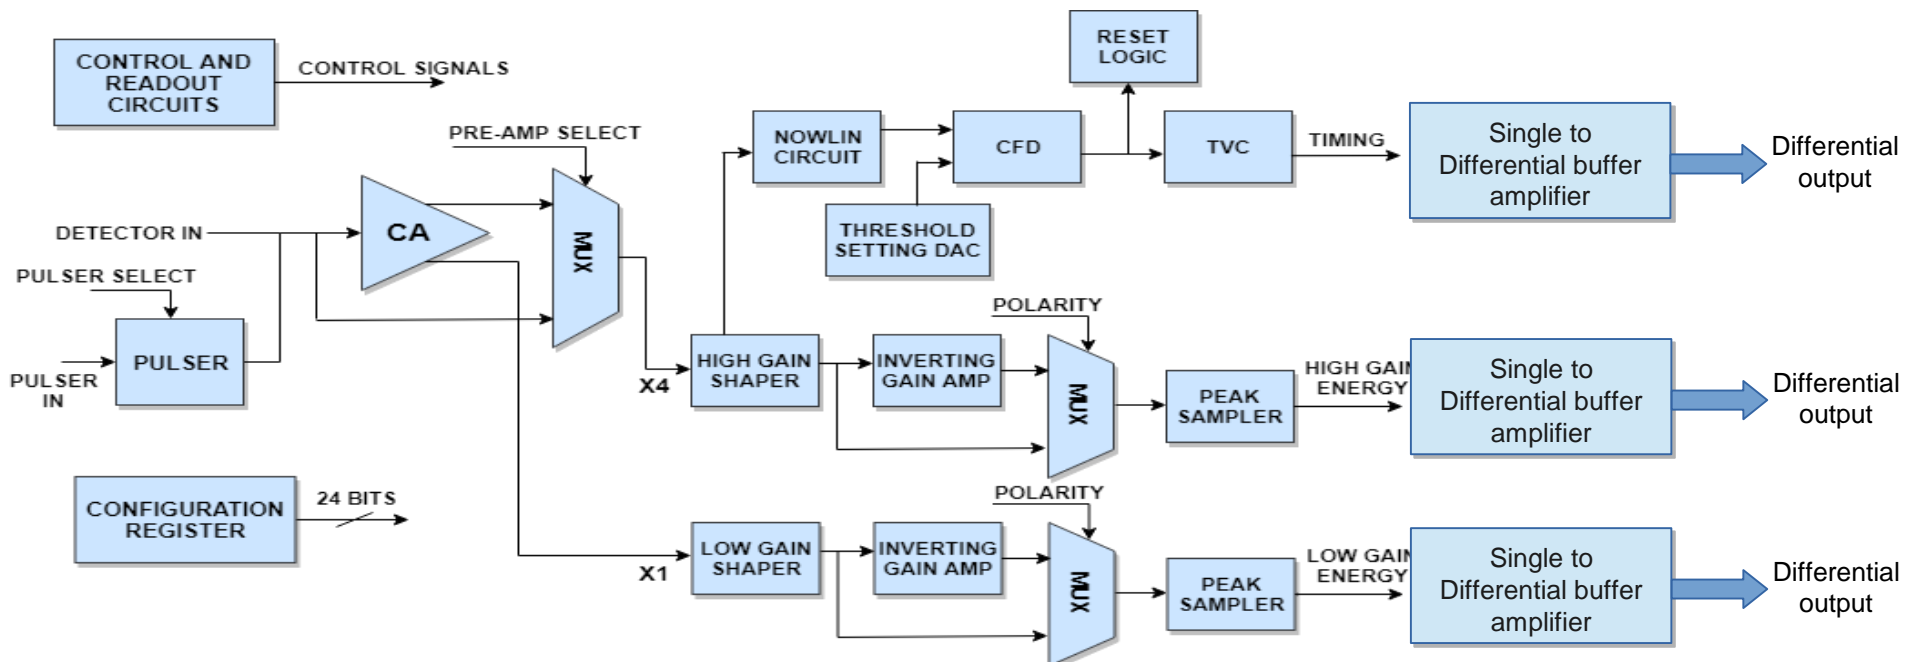 CONTROL AND
READOUT
CIRCUITS
CONTROL SIGNALS
RESET
LOGIC
PRE-AMP SELECT
NOWLIN
CIRCUIT
CFD
TVC
TIMING
Single to
Differential buffer
amplifier
Differential
output
THRESHOLD
SETTING DAC
DETECTOR IN
CA
MUX
PULSER SELECT
PULSER
PULSER
IN
X4
HIGH GAIN
SHAPER
INVERTING
GAIN AMP
POLARITY
MUX
PEAK
SAMPLER
HIGH GAIN
ENERGY
Single to
Differential buffer
amplifier
Differential
output
CONFIGURATION
REGISTER
24 BITS
X1
LOW GAIN
SHAPER
INVERTING
GAIN AMP
POLARITY
MUX
PEAK
SAMPLER
LOW GAIN
ENERGY
Single to
Differential buffer
amplifier
Differential
output